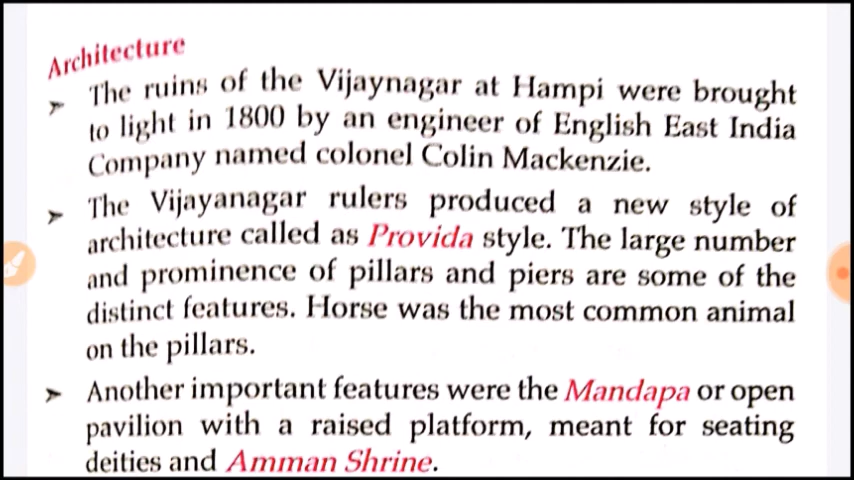 Architecture
➢ The ruins of the Vijaynagar at Hampi were brought
to light in 1800 by an engineer of English East India
Company named colonel Colin Mackenzie.
➢ The Vijayanagar rulers produced a new style of
architecture called as Provida style. The large number
and prominence of pillars and piers are some of the
distinct features. Horse was the most common animal
on the pillars.
➢ Another important features were the Mandapa or open
pavilion with a raised platform, meant for seating
deities and Amman Shrine.